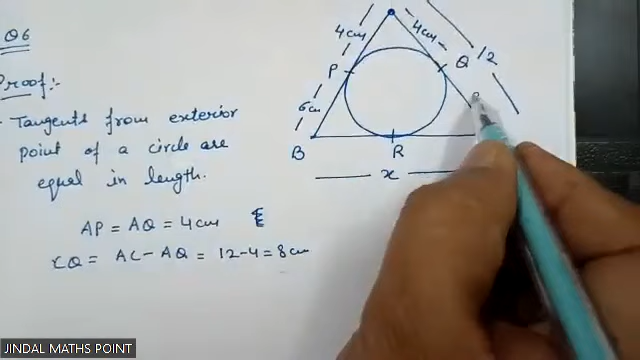 Q6
Proof:-
Tangents from exterior
point of a circle are
equal in length.
AP = AQ = 4cm
CQ = AC - AQ = 12-4 = 8cm
4cm
4cm
P
Q
12
6cm
B
R
x
JINDAL MATHS POINT